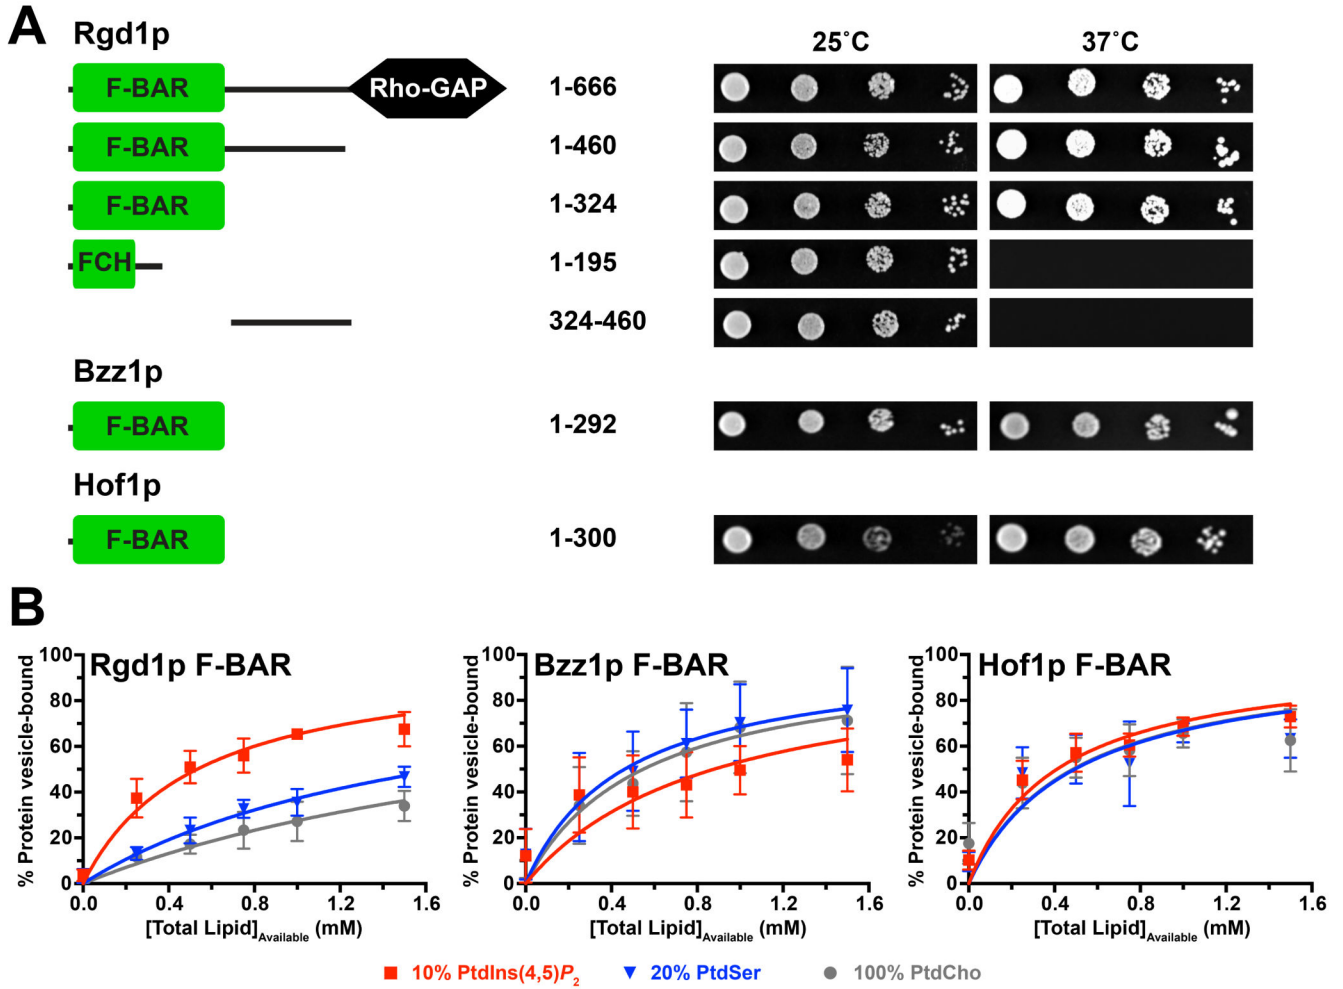 A
Rgd1p
25˚C 37˚C
F-BAR Rho-GAP 1-666
F-BAR 1-460
F-BAR 1-324
FCH 1-195
324-460
Bzz1p
F-BAR 1-292
Hof1p
F-BAR 1-300
B
Rgd1p F-BAR
% Protein vesicle-bound
100
80
60
40
20
0
0.0 0.4 0.8 1.2 1.6
[Total Lipid]Available (mM)
Bzz1p F-BAR
% Protein vesicle-bound
100
80
60
40
20
0
0.0 0.4 0.8 1.2 1.6
[Total Lipid]Available (mM)
Hof1p F-BAR
% Protein vesicle-bound
100
80
60
40
20
0
0.0 0.4 0.8 1.2 1.6
[Total Lipid]Available (mM)
10% PtdIns(4,5)P2 20% PtdSer 100% PtdCho